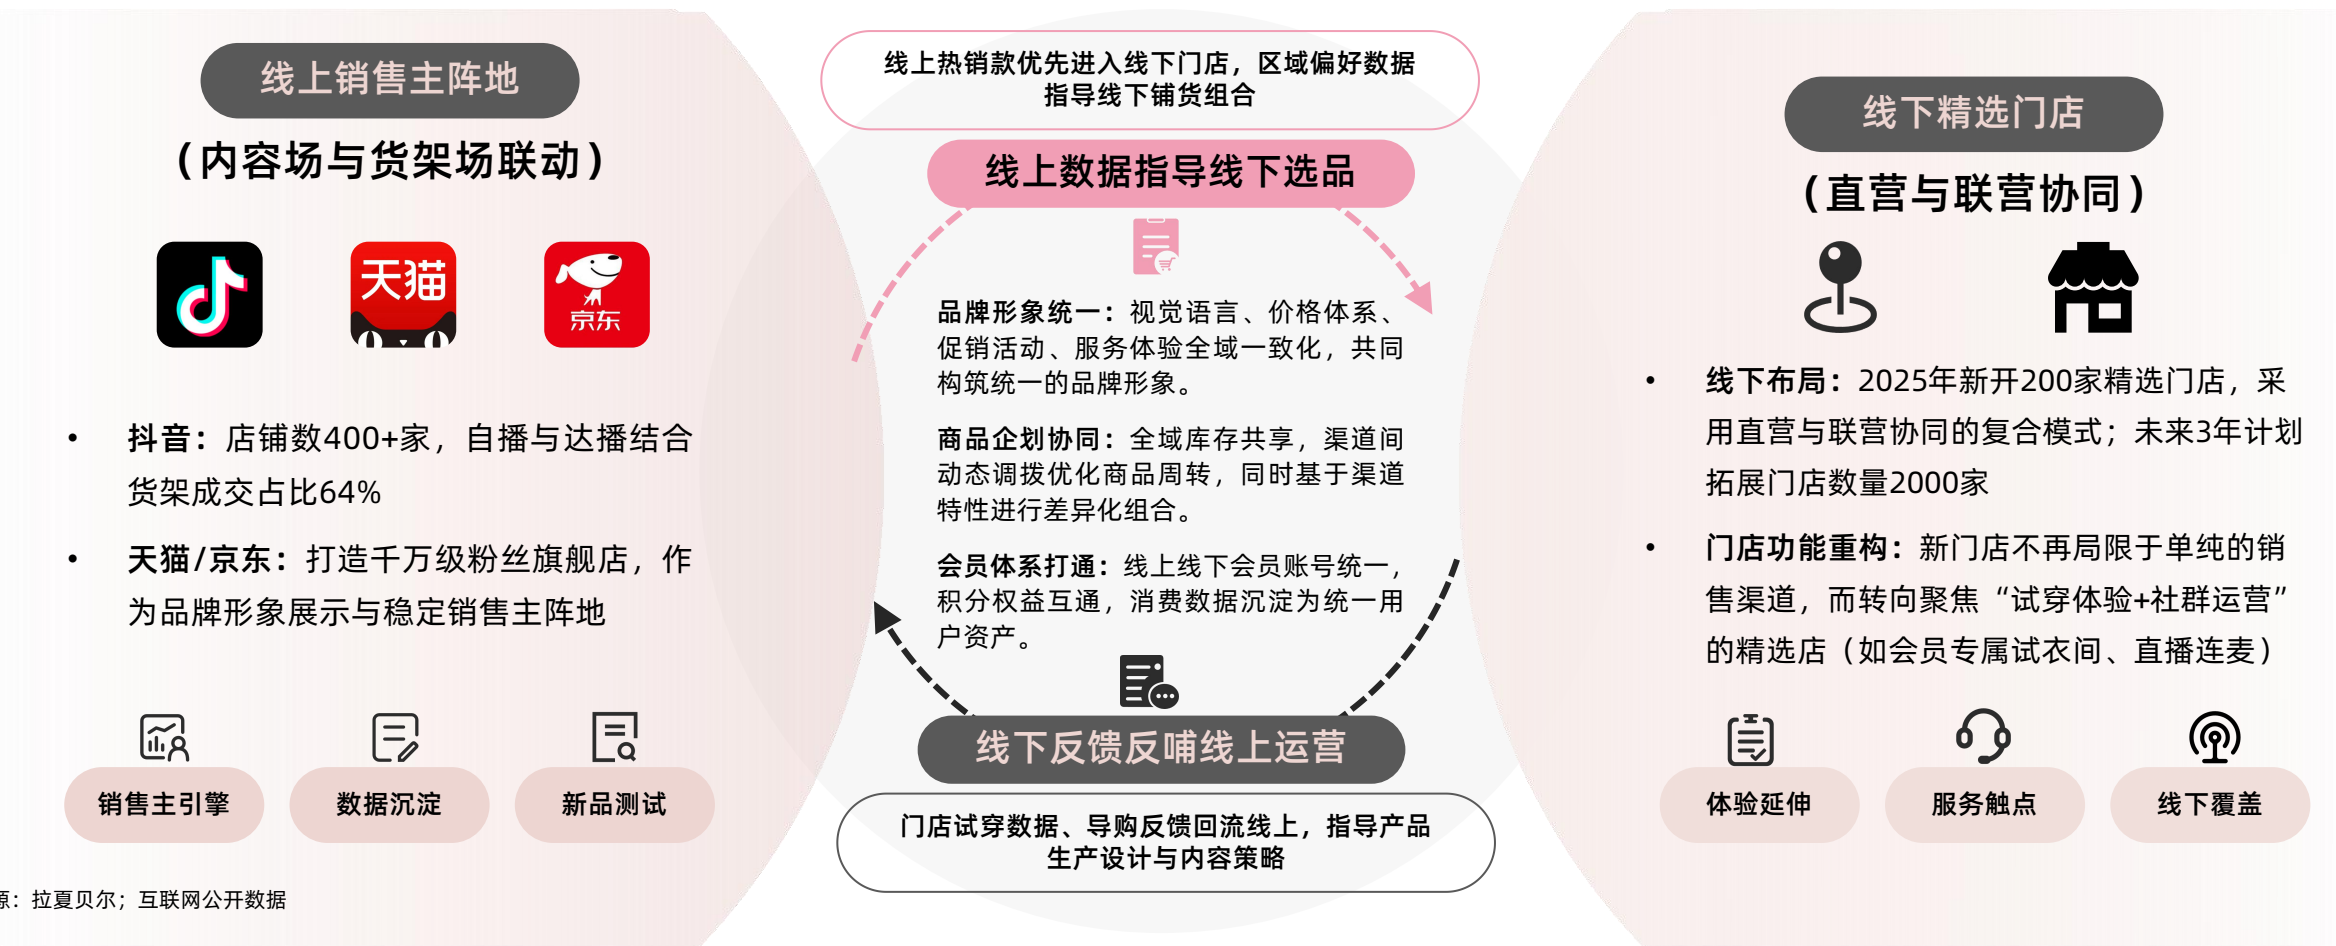 线上销售主阵地
（内容场与货架场联动）
天猫
京东
• 抖音：店铺数400+家，自播与达播结合
货架成交占比64%
• 天猫/京东：打造千万级粉丝旗舰店，作
为品牌形象展示与稳定销售主阵地
销售主引擎
数据沉淀
新品测试
源：拉夏贝尔；互联网公开数据
线上热销款优先进入线下门店，区域偏好数据
指导线下铺货组合
线上数据指导线下选品
品牌形象统一：视觉语言、价格体系、
促销活动、服务体验全域一致化，共同
构筑统一的品牌形象。
商品企划协同：全域库存共享，渠道间
动态调拨优化商品周转，同时基于渠道
特性进行差异化组合。
会员体系打通：线上线下会员账号统一，
积分权益互通，消费数据沉淀为统一用
户资产。
线下反馈反哺线上运营
门店试穿数据、导购反馈回流线上，指导产品
生产设计与内容策略
线下精选门店
（直营与联营协同）
• 线下布局：2025年新开200家精选门店，采
用直营与联营协同的复合模式；未来3年计划
拓展门店数量2000家
• 门店功能重构：新门店不再局限于单纯的销
售渠道，而转向聚焦“试穿体验+社群运营”
的精选店（如会员专属试衣间、直播连麦）
体验延伸
服务触点
线下覆盖